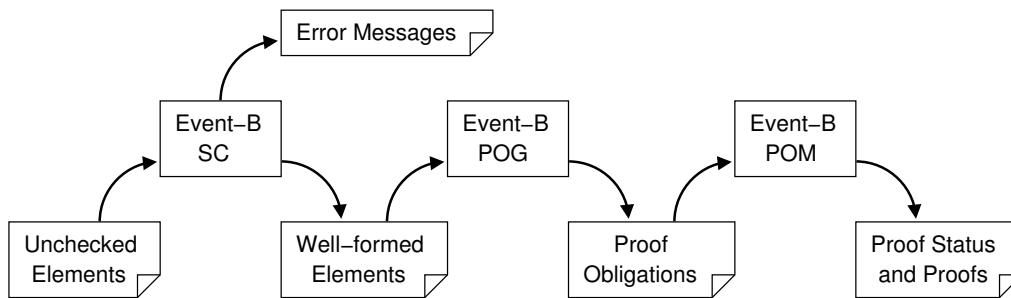 Error Messages
Event–B
SC
Event–B
POG
Event–B
POM
Unchecked
Elements
Well–formed
Elements
Proof
Obligations
Proof Status
and Proofs